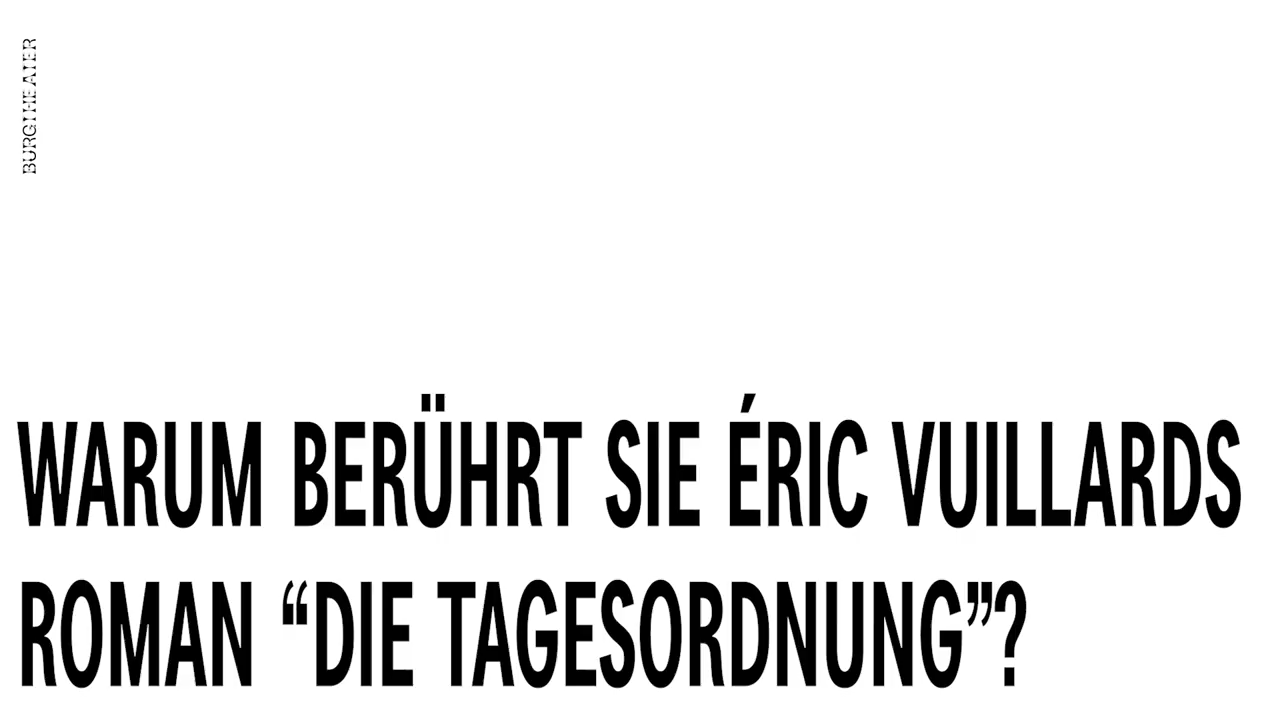 BURGTHEATER
WARUM BERÜHRT SIE ÉRIC VUILLARDS
ROMAN “DIE TAGESORDNUNG”?